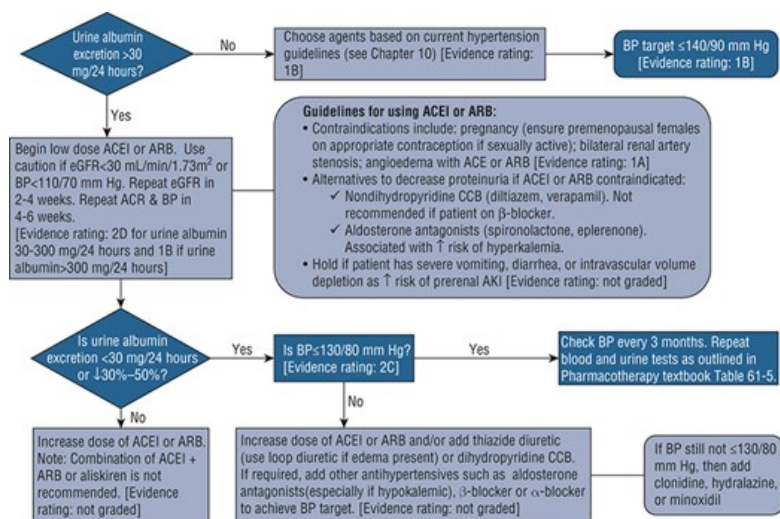 Urine albumin
excretion >30
mg/24 hours?
No
Choose agents based on current hypertension
guidelines (see Chapter 10) [Evidence rating: 1B]
BP target ≤140/90 mm Hg
[Evidence rating: 1B]
Yes
Begin low dose ACEI or ARB. Use
caution if eGFR<30 mL/min/1.73m² or
BP<110/70 mm Hg. Repeat eGFR in
2-4 weeks. Repeat ACR & BP in
4-6 weeks.
[Evidence rating: 2D for urine albumin
30-300 mg/24 hours and 1B if urine
albumin>300 mg/24 hours]
Guidelines for using ACEI or ARB:
• Contraindications include: pregnancy (ensure premenopausal females
on appropriate contraception if sexually active); bilateral renal artery
stenosis; angioedema with ACE or ARB [Evidence rating: 1A]
• Alternatives to decrease proteinuria if ACEI or ARB contraindicated:
✓ Nondihydropyridine CCB (diltiazem, verapamil). Not
recommended if patient on β-blocker.
✓ Aldosterone antagonists (spironolactone, eplerenone).
Associated with ↑ risk of hyperkalemia.
• Hold if patient has severe vomiting, diarrhea, or intravascular volume
depletion as ↑ risk of prerenal AKI [Evidence rating: not graded]
Is urine albumin
excretion <30 mg/24 hours
or ↓30%–50%?
Yes
Is BP≤130/80 mm Hg?
[Evidence rating: 2C]
Yes
Check BP every 3 months. Repeat
blood and urine tests as outlined in
Pharmacotherapy textbook Table 61-5.
No
No
Increase dose of ACEI or ARB.
Note: Combination of ACEI +
ARB or aliskiren is not
recommended. [Evidence
rating: not graded]
Increase dose of ACEI or ARB and/or add thiazide diuretic
(use loop diuretic if edema present) or dihydropyridine CCB.
If required, add other antihypertensives such as aldosterone
antagonists(especially if hypokalemic), β-blocker or α-blocker
to achieve BP target. [Evidence rating: not graded]
If BP still not ≤130/80
mm Hg, then add
clonidine, hydralazine,
or minoxidil